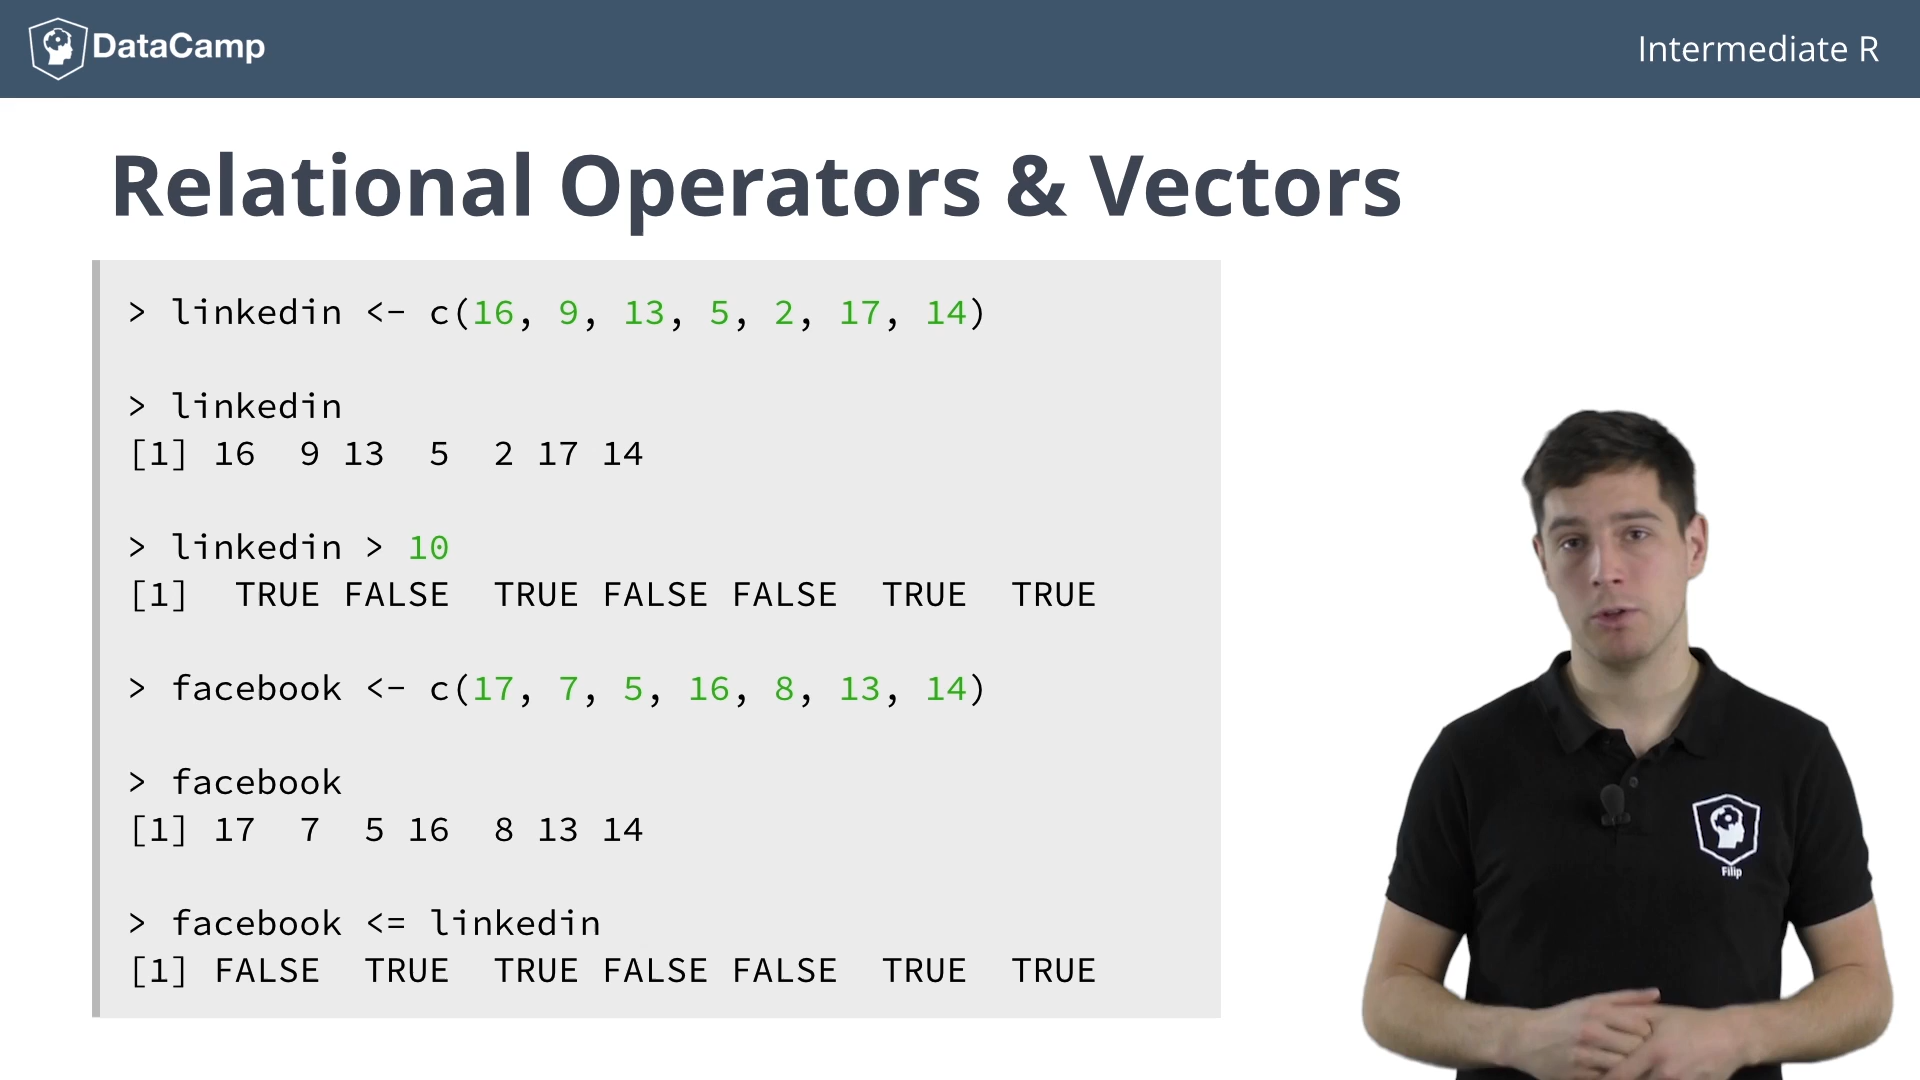 DataCamp
Intermediate R
Relational Operators & Vectors
> linkedin <- c(16, 9, 13, 5, 2, 17, 14)
> linkedin
[1] 16  9 13  5  2 17 14
> linkedin > 10
[1]  TRUE FALSE  TRUE FALSE FALSE  TRUE  TRUE
> facebook <- c(17, 7, 5, 16, 8, 13, 14)
> facebook
[1] 17  7  5 16  8 13 14
> facebook <= linkedin
[1] FALSE  TRUE  TRUE FALSE FALSE  TRUE  TRUE
Filip